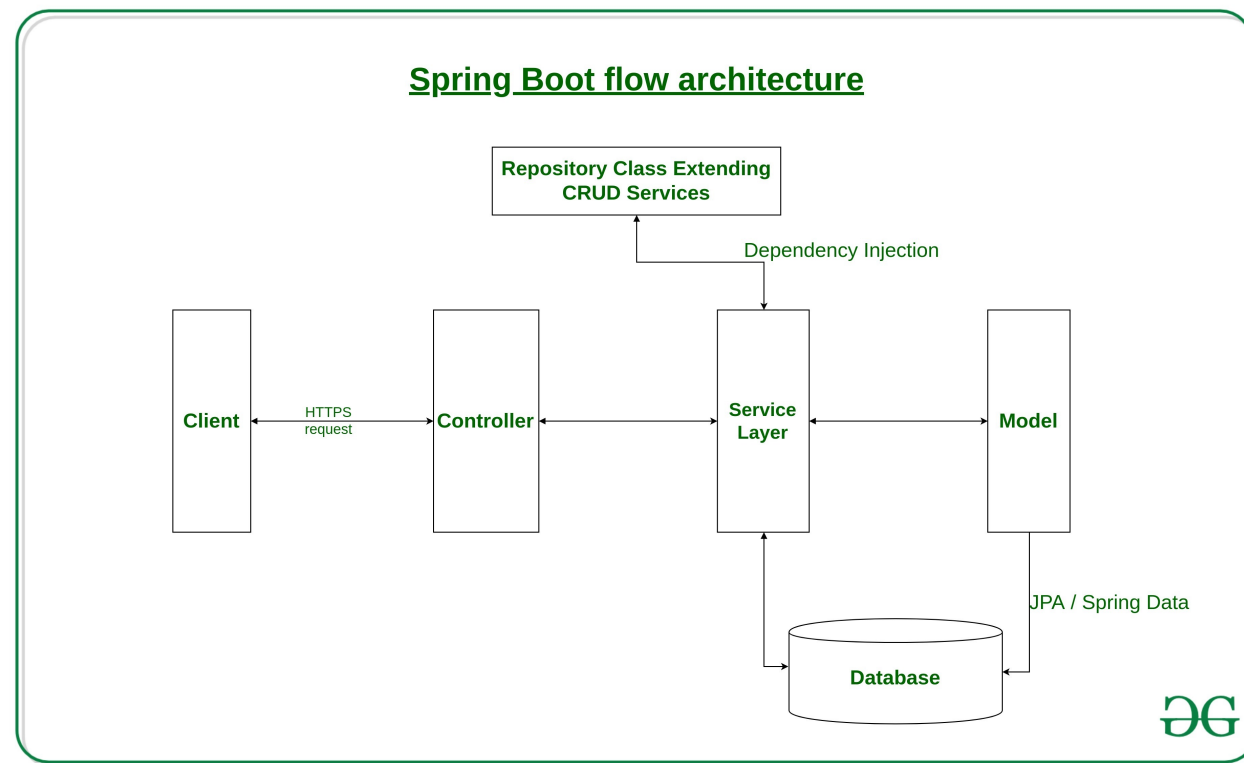 Spring Boot flow architecture
Repository Class Extending
CRUD Services
Dependency Injection
Client
HTTPS
request
Controller
Service
Layer
Model
JPA / Spring Data
Database